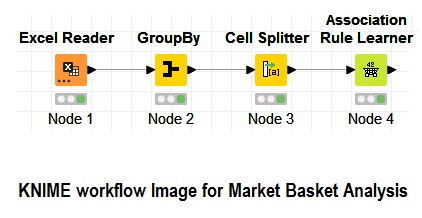 Association
Excel Reader GroupBy Cell Splitter Rule Learner
[a] 42
Node 1 Node 2 Node 3 Node 4
KNIME workflow Image for Market Basket Analysis